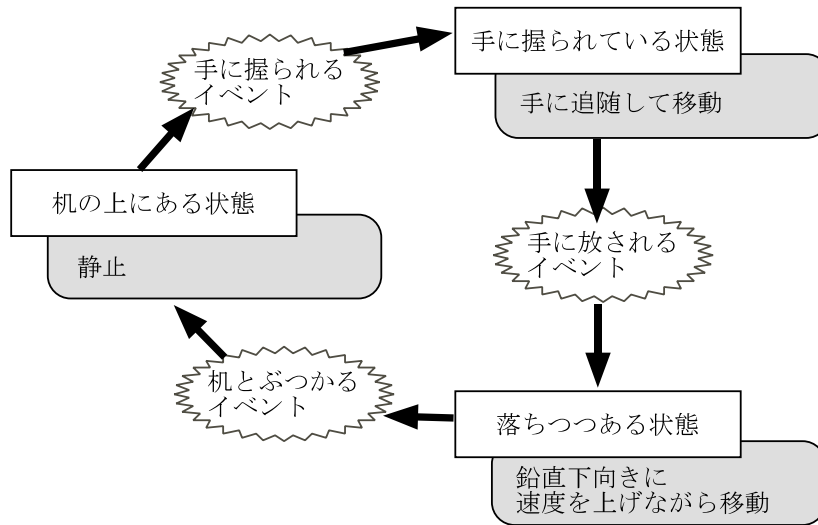 手に握られる
イベント
手に握られている状態
手に追随して移動
机の上にある状態
静止
手に放される
イベント
机とぶつかる
イベント
落ちつつある状態
鉛直下向きに
速度を上げながら移動